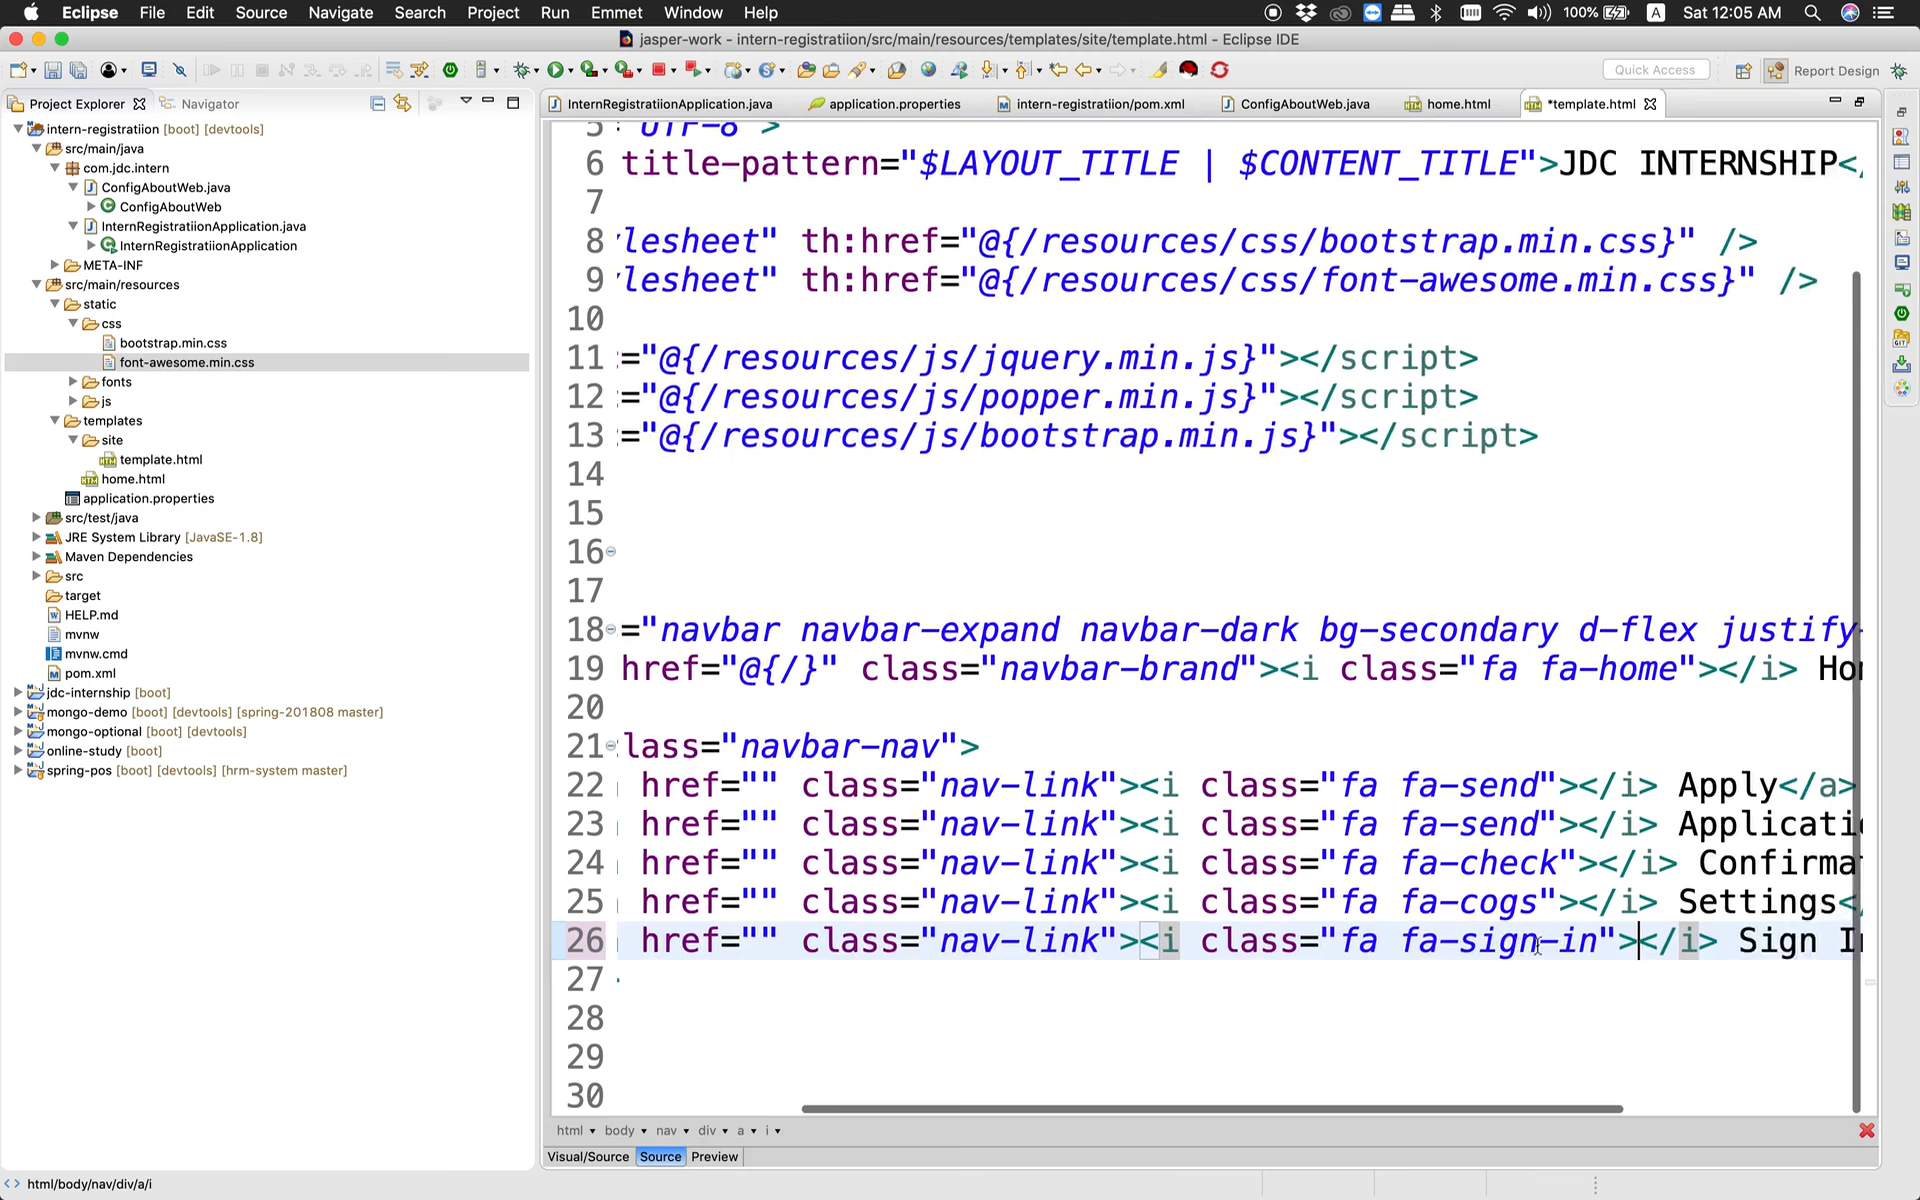 Eclipse File Edit Source Navigate Search Project Run Emmet Window Help 100% A Sat 12:05 AM
jasper-work - intern-registratiion/src/main/resources/templates/site/template.html - Eclipse IDE
Quick Access Report Design
Project Explorer Navigator
InternRegistratiionApplication.java application.properties intern-registratiion/pom.xml ConfigAboutWeb.java home.html *template.html
intern-registratiion [boot] [devtools]
src/main/java
com.jdc.intern
ConfigAboutWeb.java
ConfigAboutWeb
InternRegistratiionApplication.java
InternRegistratiionApplication
META-INF
src/main/resources
static
css
bootstrap.min.css
font-awesome.min.css
fonts
js
templates
site
template.html
home.html
application.properties
src/test/java
JRE System Library [JavaSE-1.8]
Maven Dependencies
src
target
HELP.md
mvnw
mvnw.cmd
pom.xml
jdc-internship [boot]
mongo-demo [boot] [devtools] [spring-201808 master]
mongo-optional [boot] [devtools]
online-study [boot]
spring-pos [boot] [devtools] [hrm-system master]
5 UTF-8">
6 title-pattern="$LAYOUT_TITLE | $CONTENT_TITLE">JDC INTERNSHIP<
7
8 lesheet" th:href="@{/resources/css/bootstrap.min.css}" />
9 lesheet" th:href="@{/resources/css/font-awesome.min.css}" />
10
11 ="@{/resources/js/jquery.min.js}"></script>
12 ="@{/resources/js/popper.min.js}"></script>
13 ="@{/resources/js/bootstrap.min.js}"></script>
14
15
16
17
18 ="navbar navbar-expand navbar-dark bg-secondary d-flex justify-
19 href="@{/}" class="navbar-brand"><i class="fa fa-home"></i> Hom
20
21 lass="navbar-nav">
22 href="" class="nav-link"><i class="fa fa-send"></i> Apply</a>
23 href="" class="nav-link"><i class="fa fa-send"></i> Applicati
24 href="" class="nav-link"><i class="fa fa-check"></i> Confirma
25 href="" class="nav-link"><i class="fa fa-cogs"></i> Settings<
26 href="" class="nav-link"><i class="fa fa-sign-in"></i> Sign I
27
28
29
30
html body nav div a i
Visual/Source Source Preview
html/body/nav/div/a/i